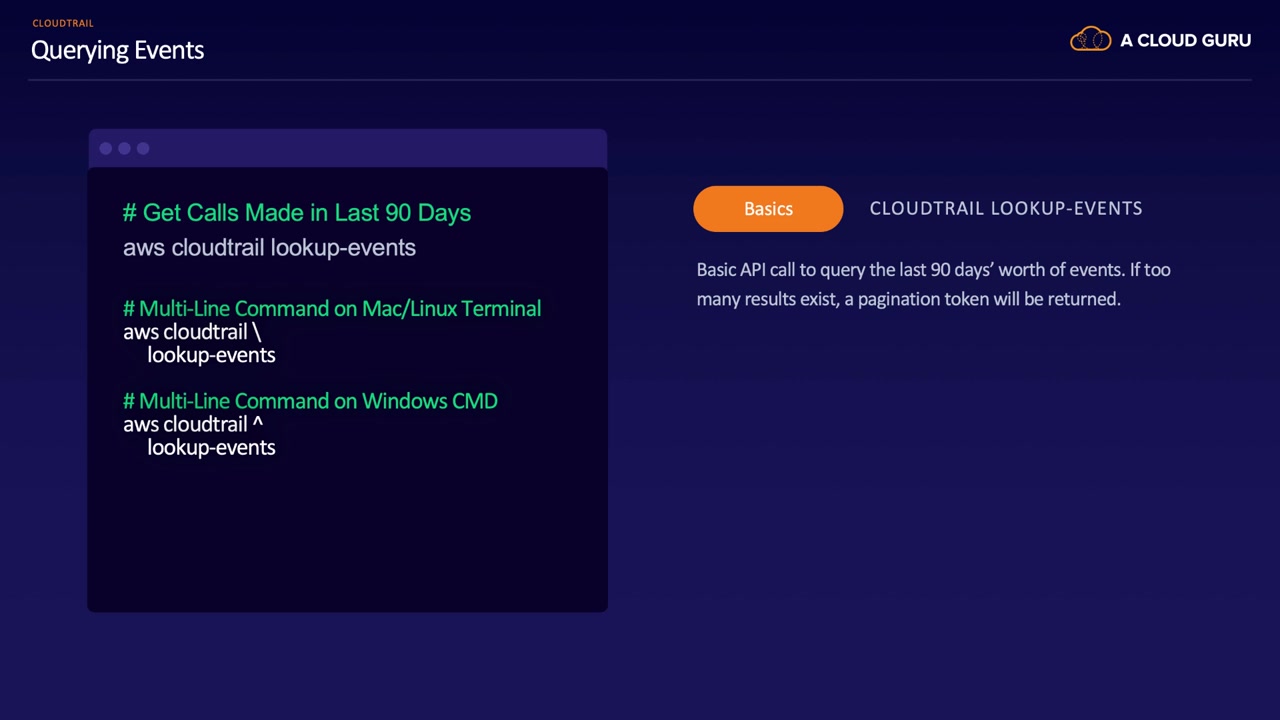 CLOUDTRAIL
Querying Events
A CLOUD GURU
# Get Calls Made in Last 90 Days
aws cloudtrail lookup-events
# Multi-Line Command on Mac/Linux Terminal
aws cloudtrail \
lookup-events
# Multi-Line Command on Windows CMD
aws cloudtrail ^
lookup-events
Basics
CLOUDTRAIL LOOKUP-EVENTS
Basic API call to query the last 90 days’ worth of events. If too
many results exist, a pagination token will be returned.